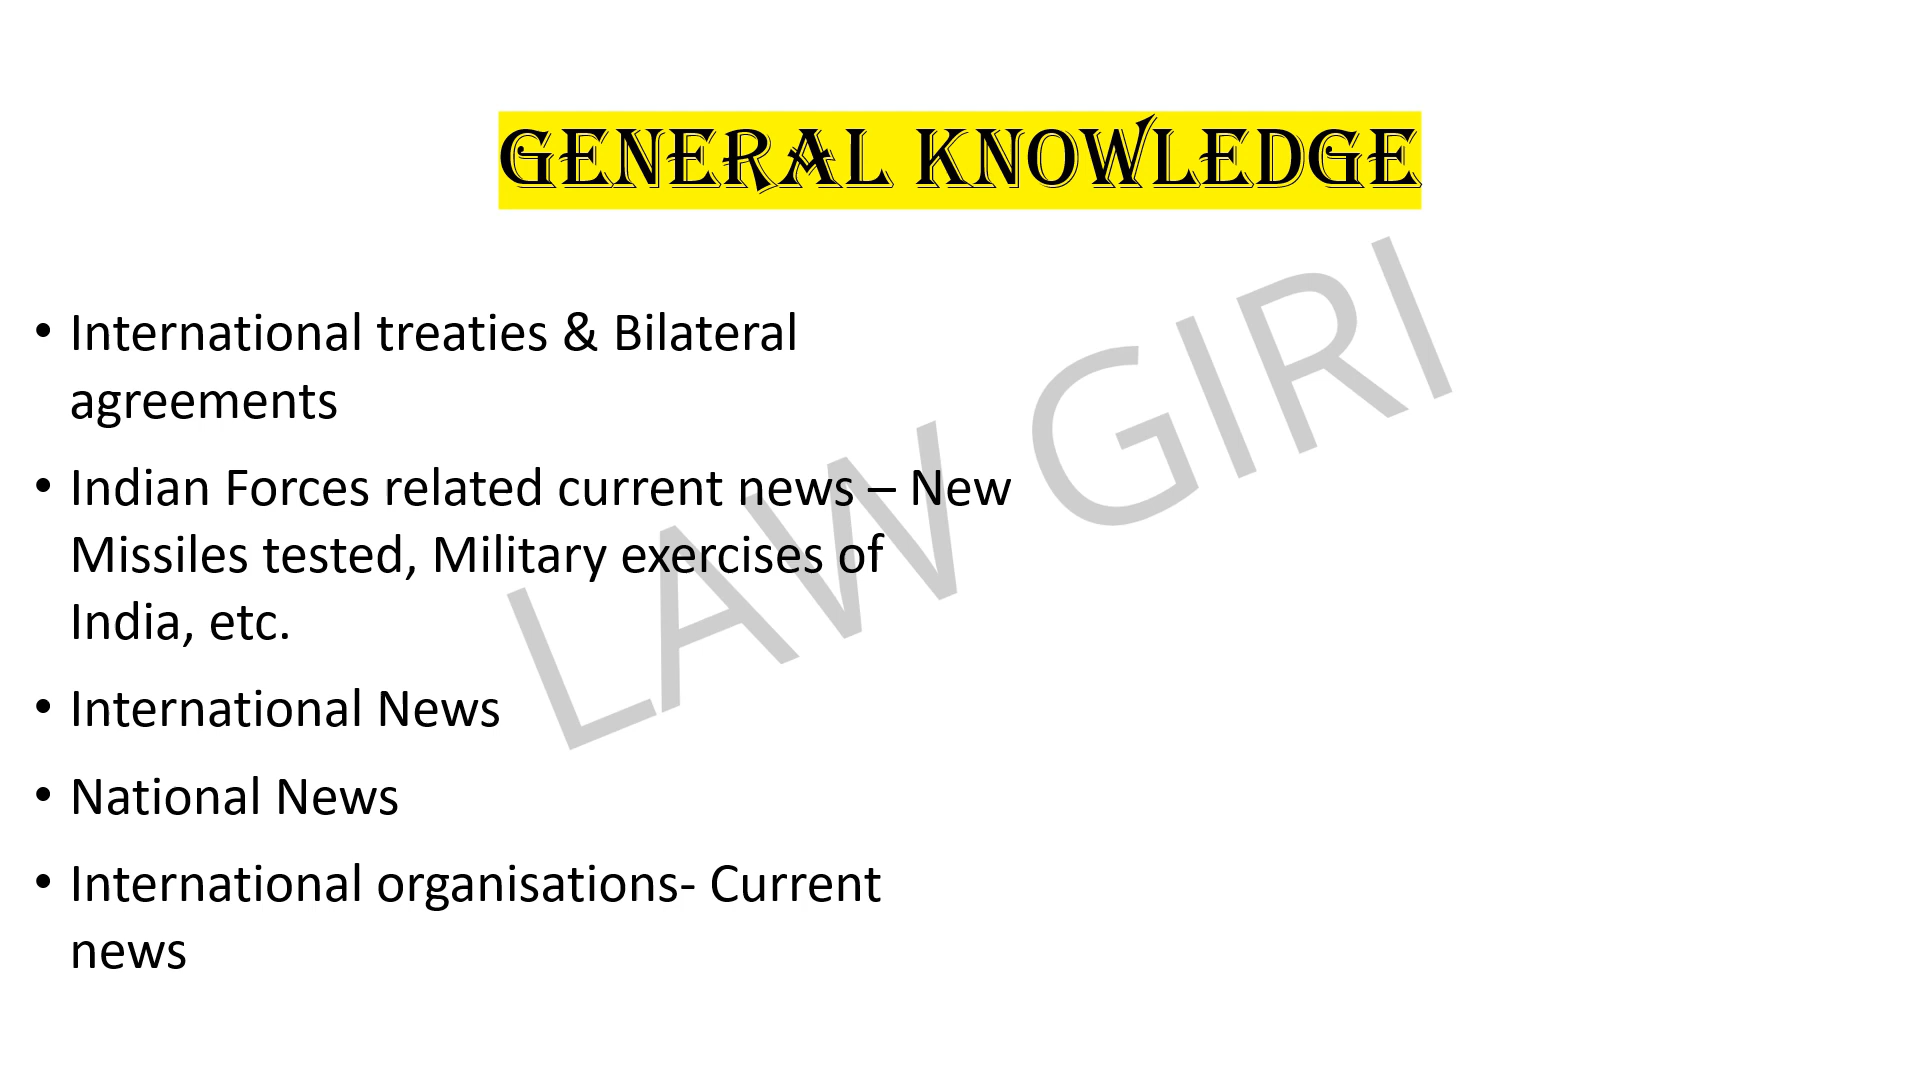 GENERAL KNOWLEDGE
LAW GIRI
• International treaties & Bilateral
agreements
• Indian Forces related current news – New
Missiles tested, Military exercises of
India, etc.
• International News
• National News
• International organisations- Current
news